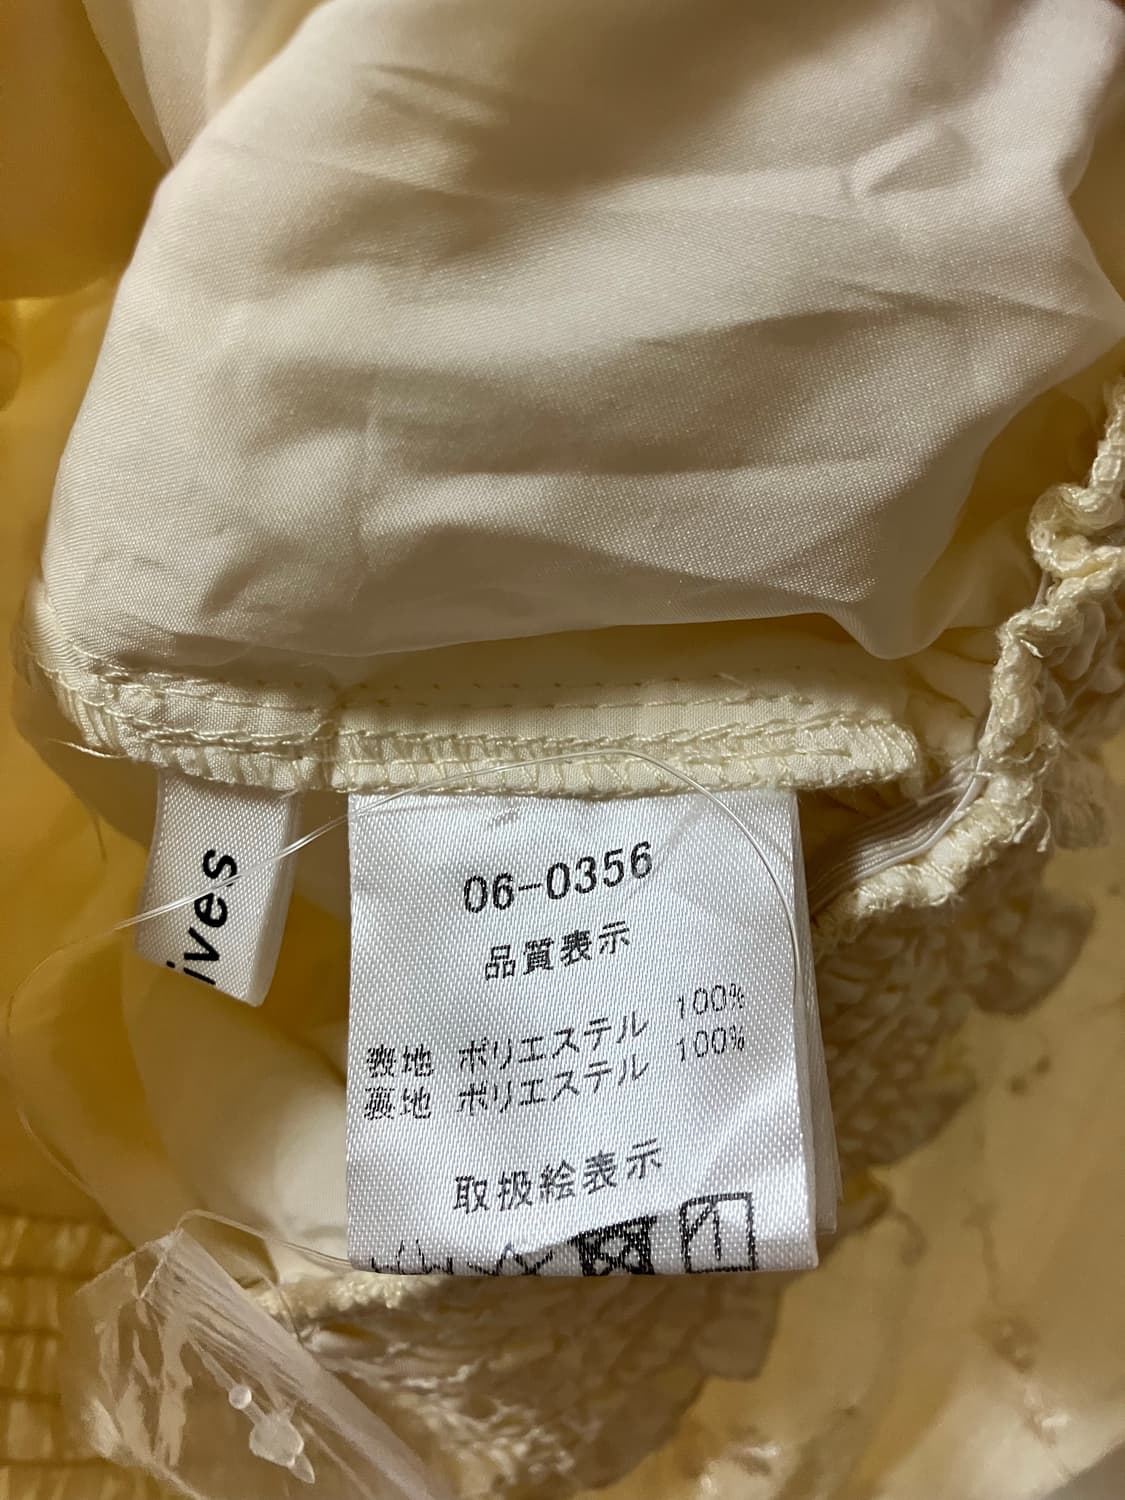 ives
06-0356
品質表示
表地 ポリエステル 100%
裏地 ポリエステル 100%
取扱絵表示